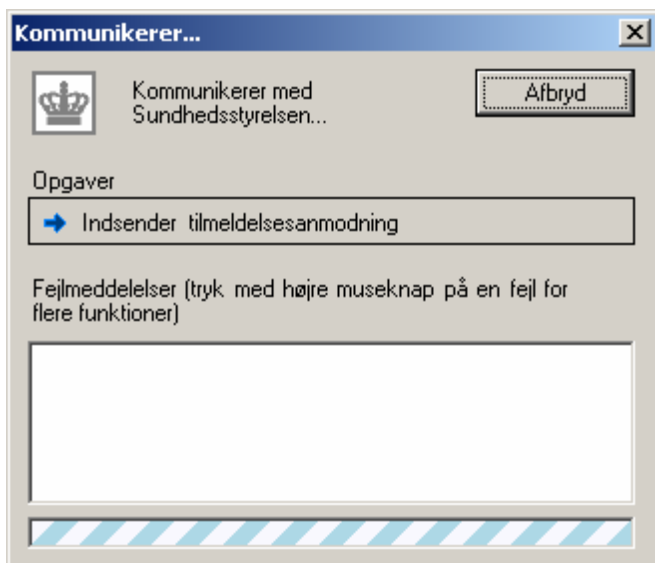 Kommunikerer...
Kommunikerer med
Sundhedsstyrelsen...
Afbryd
Opgaver
Indsender tilmeldelsesanmodning
Fejlmeddelelser (tryk med højre museknap på en fejl for
flere funktioner)